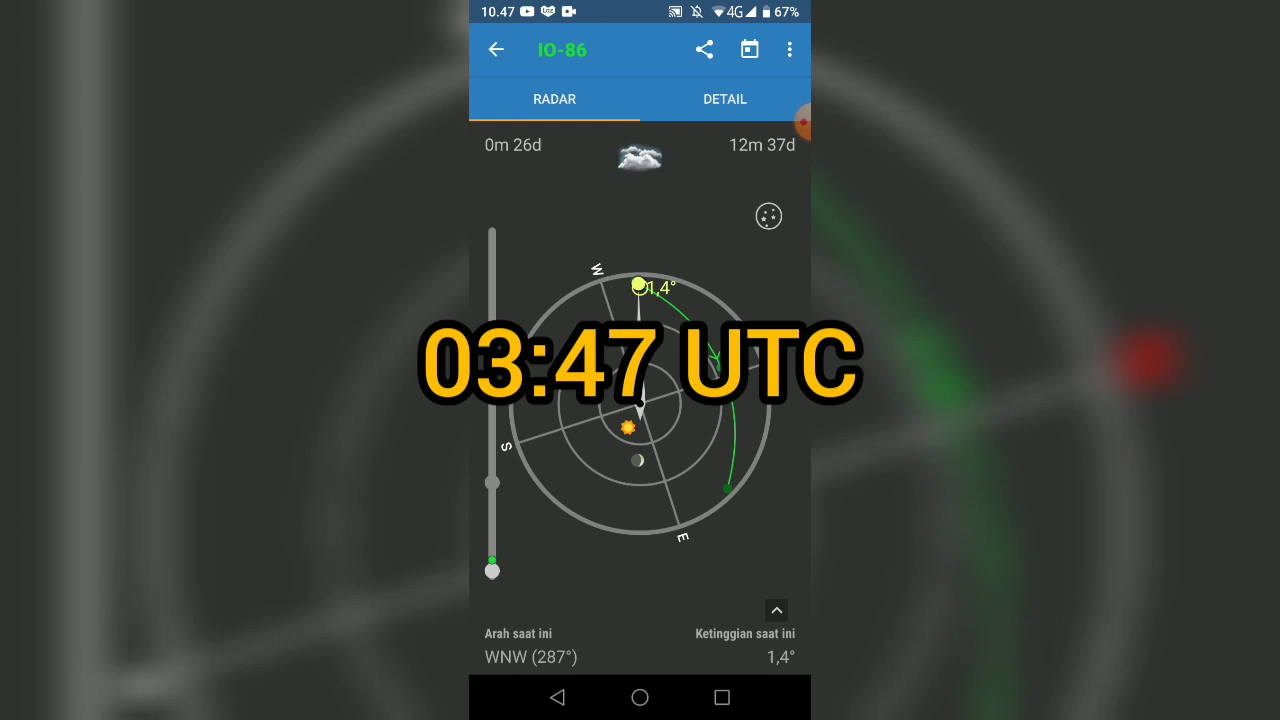 10.47 4G 67%
IO-86
RADAR DETAIL
0m 26d 12m 37d
W
1,4°
03:47 UTC
S
E
Arah saat ini Ketinggian saat ini
WNW (287°) 1,4°